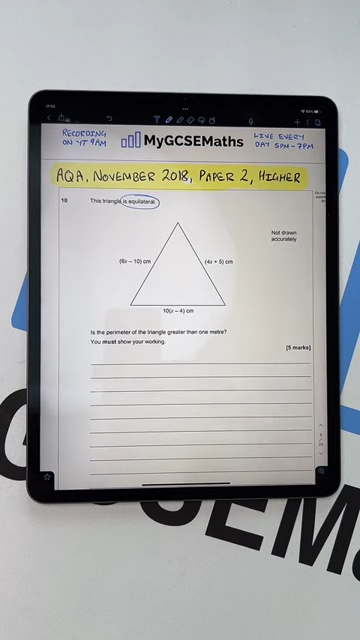 17:53
RECORDING
ON YT 9AM
MyGCSEMaths
LIVE EVERY
DAY 5PM - 7PM
AQA, NOVEMBER 2018, PAPER 2, HIGHER
10 This triangle is equilateral.
Not drawn
accurately
(6x − 10) cm
(4x + 5) cm
10(x − 4) cm
Is the perimeter of the triangle greater than one metre?
You must show your working.
[5 marks]